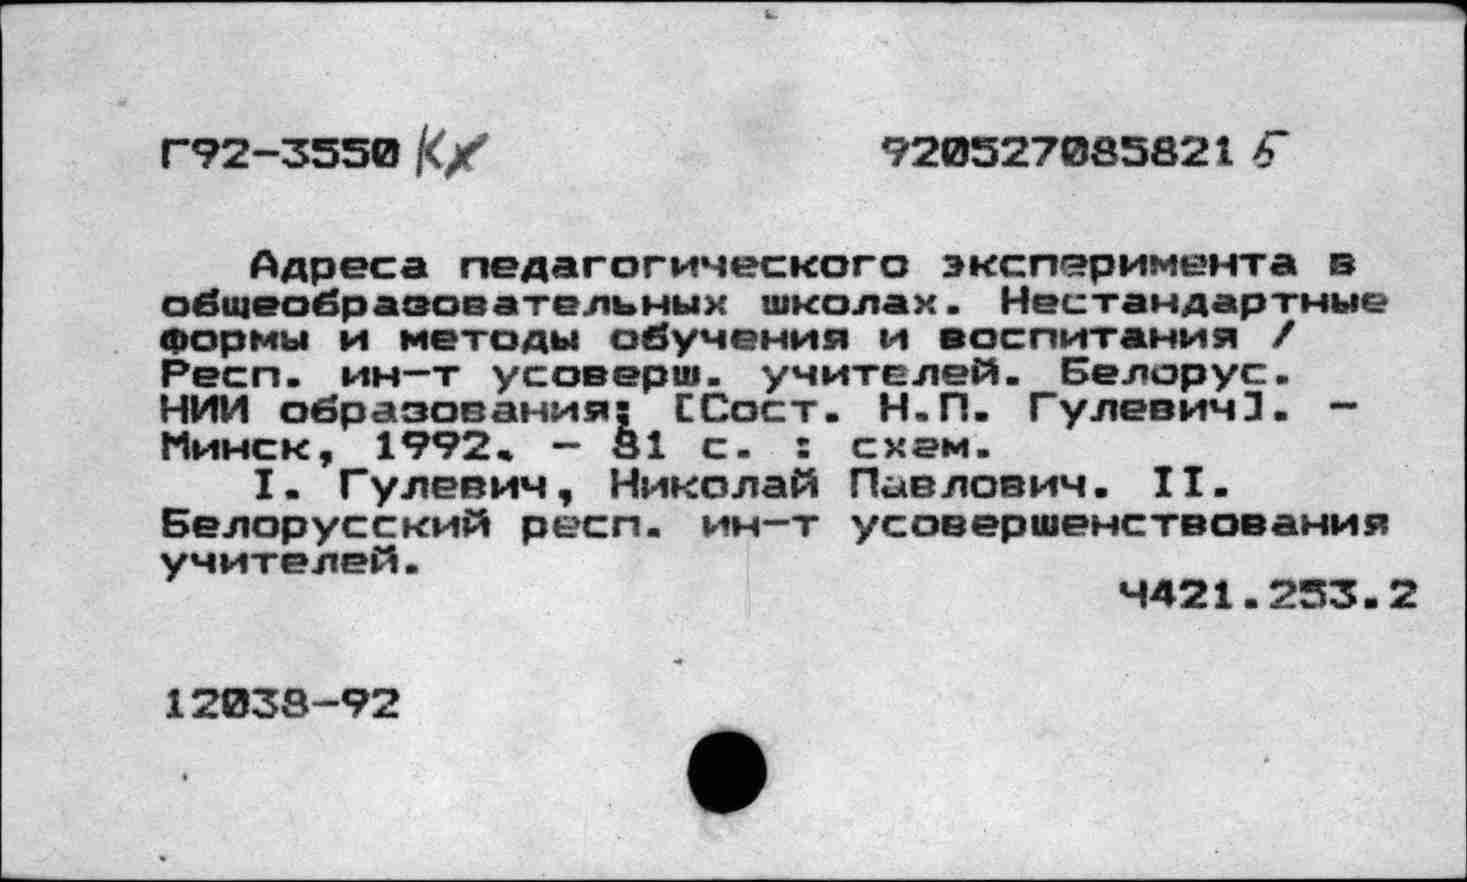 Г92-3550 КХ 920527085821 Б
Адреса педагогического эксперимента в
общеобразовательных школах. Нестандартные
формы и методы обучения и воспитания /
Респ. ин-т усоверш. учителей. Белорус.
НИИ образования; [Сост. Н.П. Гулевич]. -
Минск, 1992. - 81 с. : схем.
I. Гулевич, Николай Павлович. II.
Белорусский респ. ин-т усовершенствования
учителей.
Ч421.253.2
12038-92